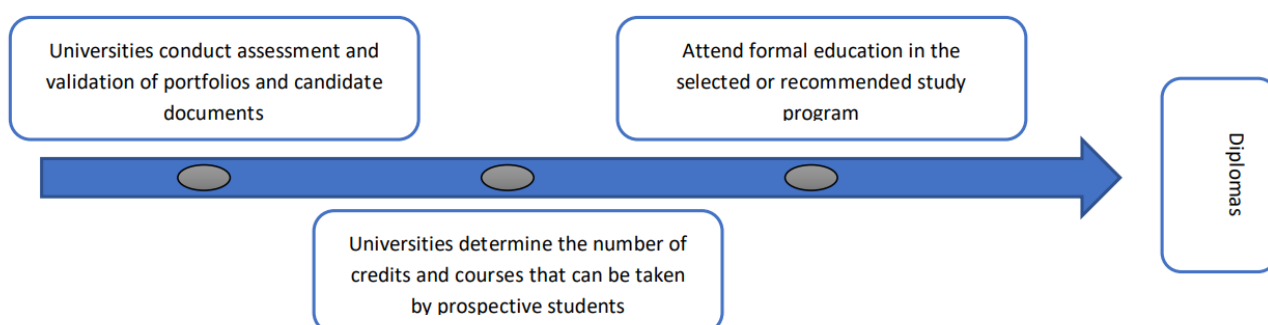 Universities conduct assessment and
validation of portfolios and candidate
documents
Universities determine the number of
credits and courses that can be taken
by prospective students
Attend formal education in the
selected or recommended study
program
Diplomas